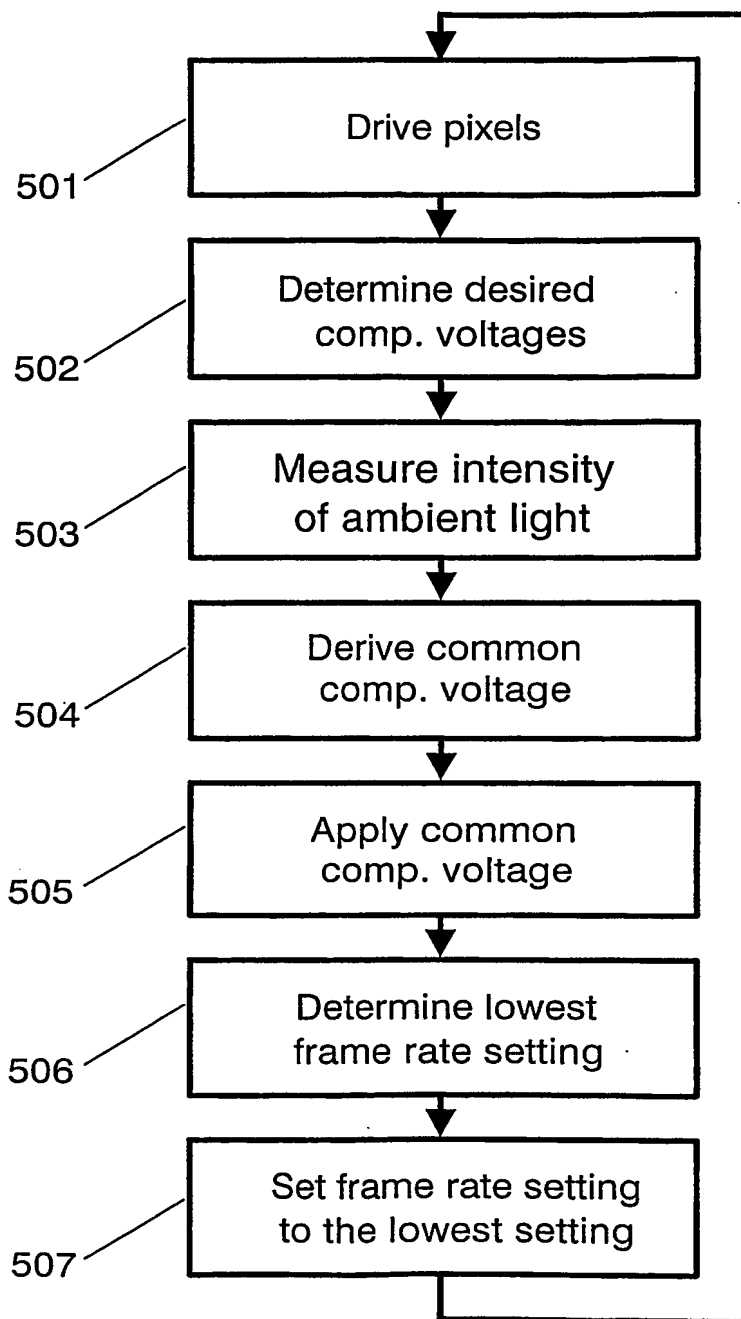 Drive pixels
501
Determine desired
comp. voltages
502
Measure intensity
of ambient light
503
Derive common
comp. voltage
504
Apply common
comp. voltage
505
Determine lowest
frame rate setting
506
Set frame rate setting
to the lowest setting
507